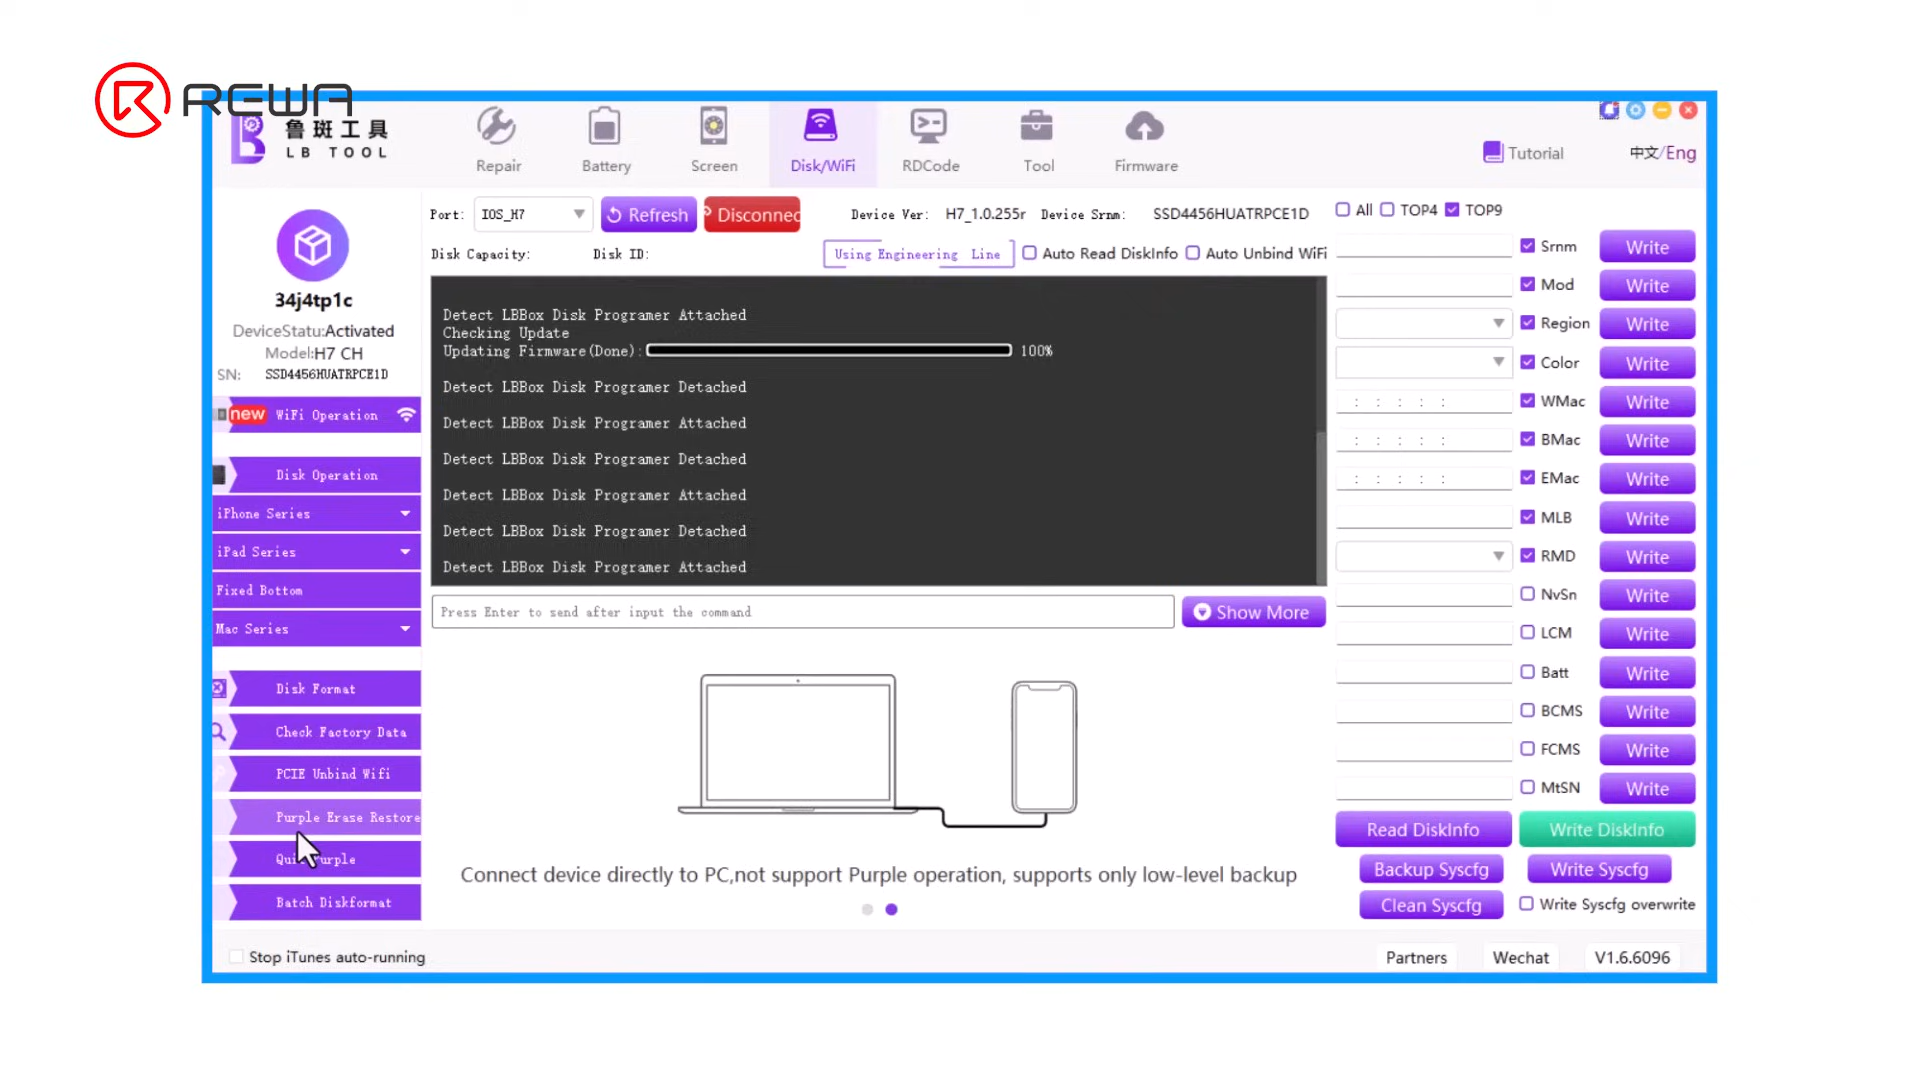 REWA
鲁班工具
LB TOOL
Repair
Battery
Screen
Disk/WiFi
RDCode
Tool
Firmware
Tutorial
中文/Eng
34j4tp1c
DeviceStatu:Activated
Model:H7 CH
SN: SSD4456HUATRPCE1D
new WiFi Operation
Disk Operation
iPhone Series
iPad Series
Fixed Bottom
Mac Series
Disk Format
Check Factory Data
PCIE Unbind Wifi
Purple Erase Restore
Batch Diskformat
Port: IOS_H7 Refresh Disconnec Device Ver: H7_1.0.255r Device Srnm: SSD4456HUATRPCE1D
Disk Capacity: Disk ID: Using Engineering Line Auto Read DiskInfo Auto Unbind WiFi
Detect LBBox Disk Programer Attached
Checking Update
Updating Firmware(Done): 100%
Detect LBBox Disk Programer Detached
Detect LBBox Disk Programer Attached
Detect LBBox Disk Programer Detached
Detect LBBox Disk Programer Attached
Detect LBBox Disk Programer Detached
Detect LBBox Disk Programer Attached
Press Enter to send after input the command
Show More
Connect device directly to PC,not support Purple operation, supports only low-level backup
All TOP4 TOP9
Srnm Write
Mod Write
Region Write
Color Write
: : : : : WMac Write
: : : : : BMac Write
: : : : : EMac Write
MLB Write
RMD Write
NvSn Write
LCM Write
Batt Write
BCMS Write
FCMS Write
MtSN Write
Read DiskInfo Write DiskInfo
Backup Syscfg Write Syscfg
Clean Syscfg Write Syscfg overwrite
Stop iTunes auto-running
Partners
Wechat
V1.6.6096